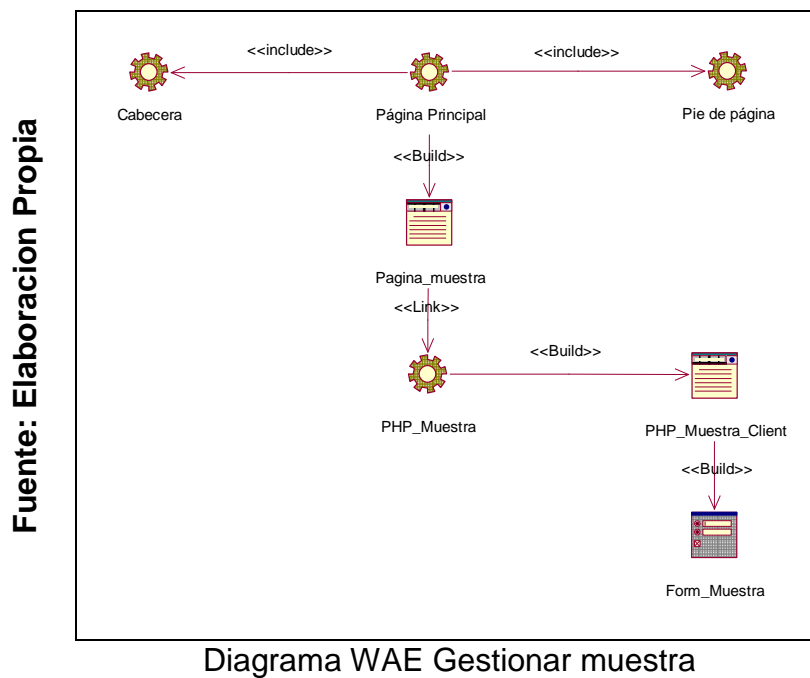 Fuente: Elaboracion Propia
<<include>>
<<include>>
Cabecera
Página Principal
Pie de página
<<Build>>
Pagina_muestra
<<Link>>
<<Build>>
PHP_Muestra
PHP_Muestra_Client
<<Build>>
Form_Muestra
Diagrama WAE Gestionar muestra